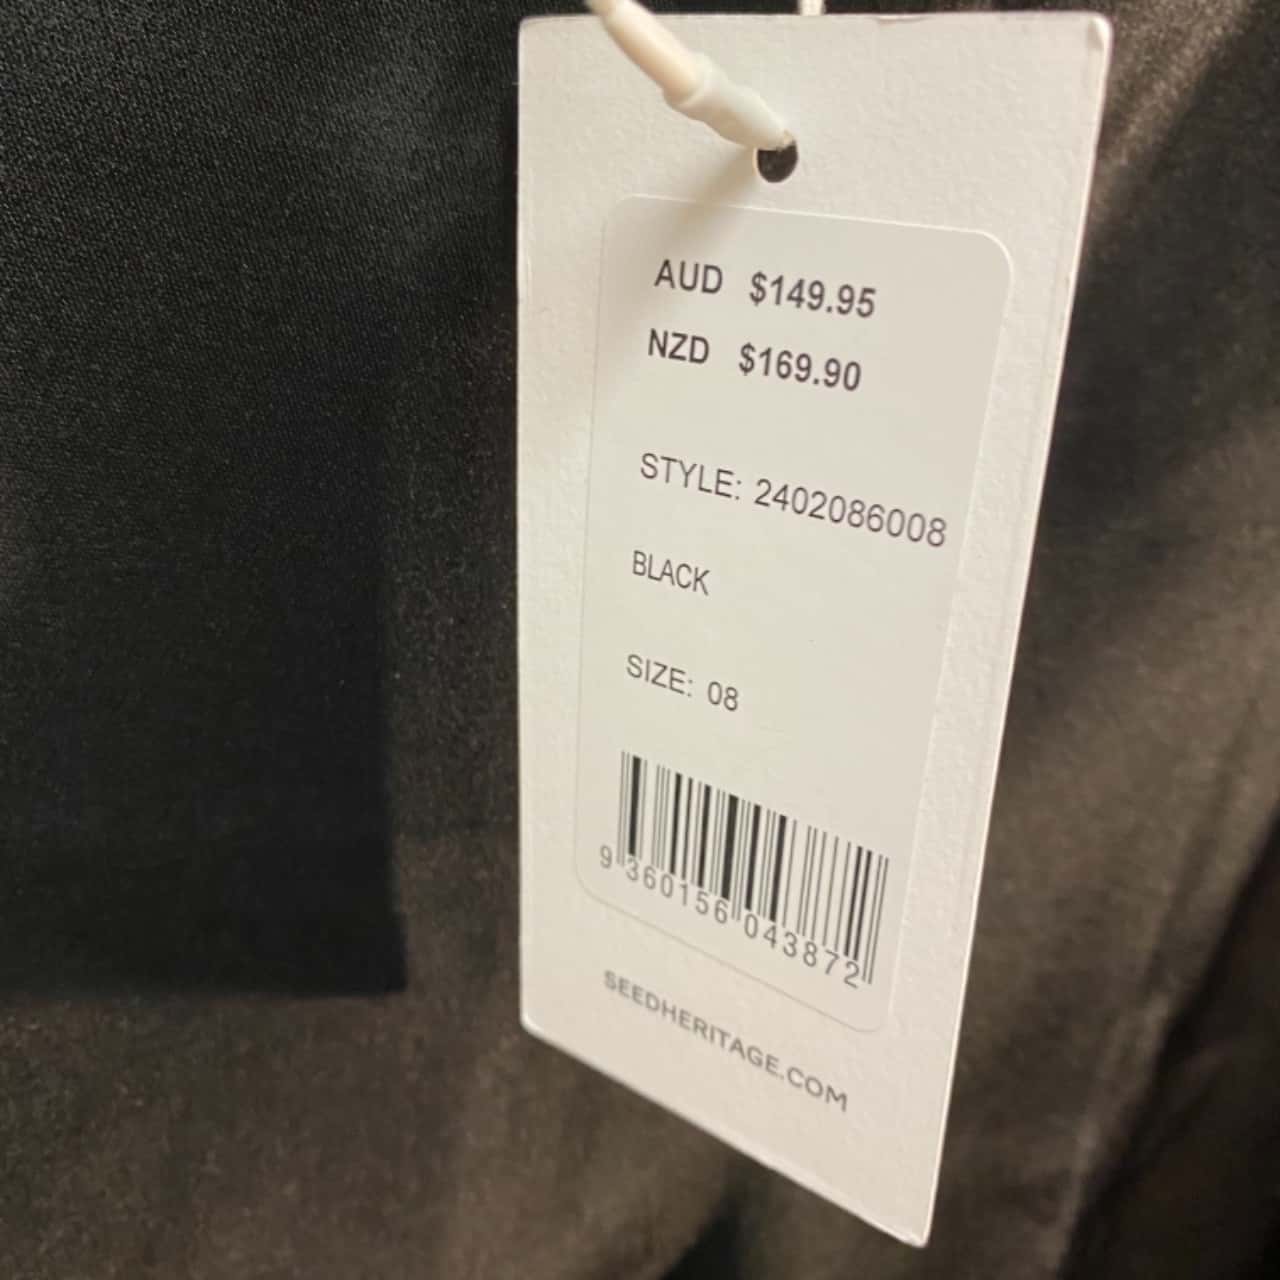 AUD $149.95
NZD $169.90
STYLE: 2402086008
BLACK
SIZE: 08
9 360156 043872
SEEDHERITAGE.COM